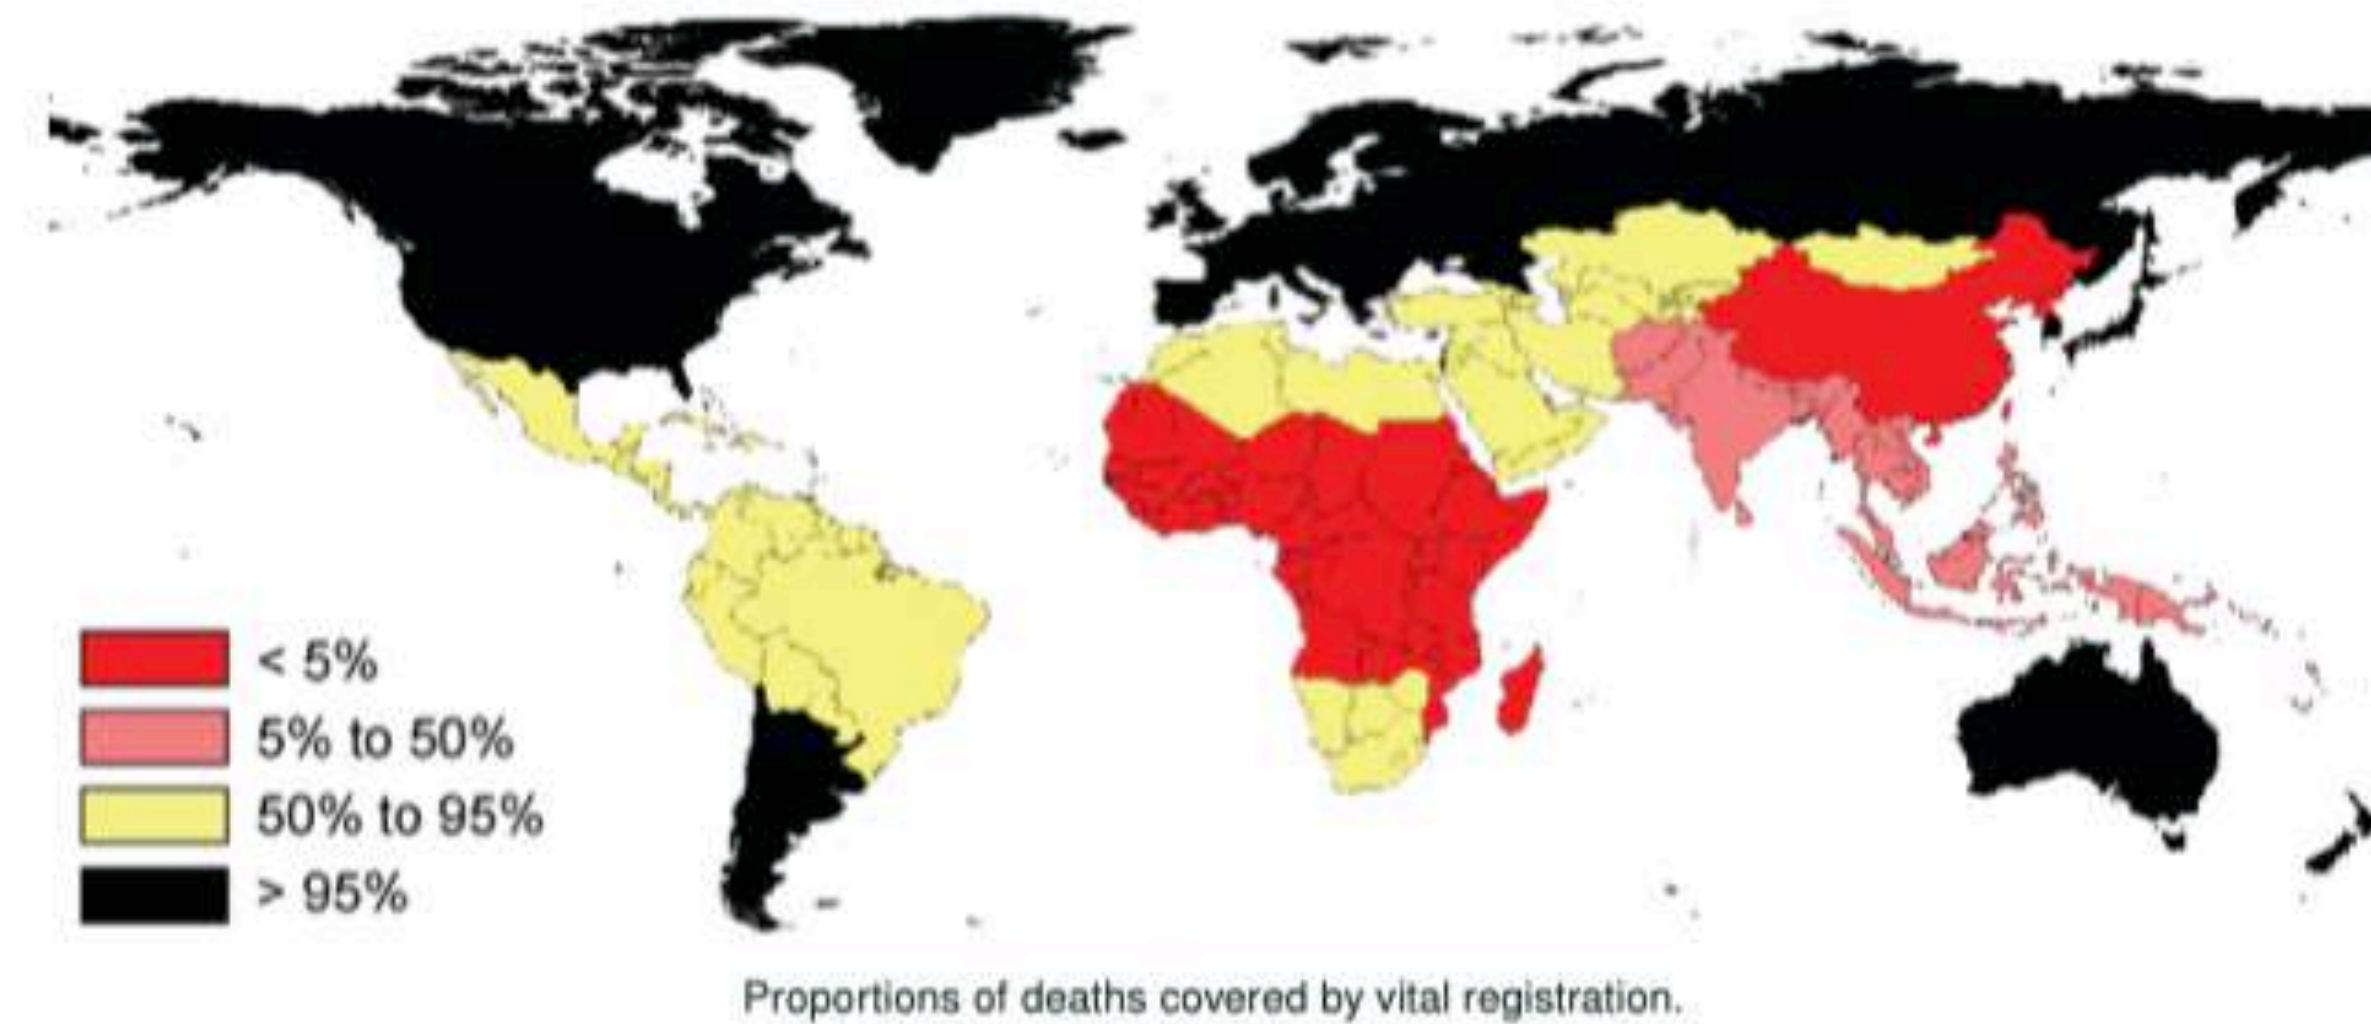 < 5%
5% to 50%
50% to 95%
> 95%
Proportions of deaths covered by vital registration.